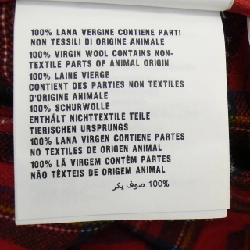 100% LANA VERGINE CONTIENE PARTI
NON TESSILI DI ORIGINE ANIMALE
100% VIRGIN WOOL CONTAINS NON-
TEXTILE PARTS OF ANIMAL ORIGIN
100% LAINE VIERGE
CONTIENT DES PARTIES NON TEXTILES
D'ORIGINE ANIMALE
100% SCHURWOLLE
ENTHÄLT NICHTTEXTILE TEILE
TIERISCHEN URSPRUNGS
100% LANA VIRGEN CONTIENE PARTES
NO TEXTILES DE ORIGEN ANIMAL
100% LÃ VIRGEM CONTÉM PARTES
NÃO TÊXTEIS DE ORIGEM ANIMAL
100% صوف بكر